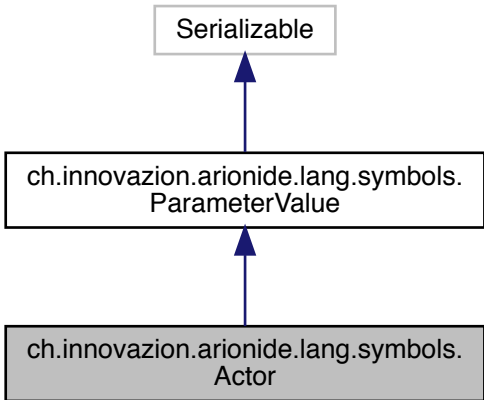 Serializable
ch.innovazion.arionide.lang.symbols.
ParameterValue
ch.innovazion.arionide.lang.symbols.
Actor